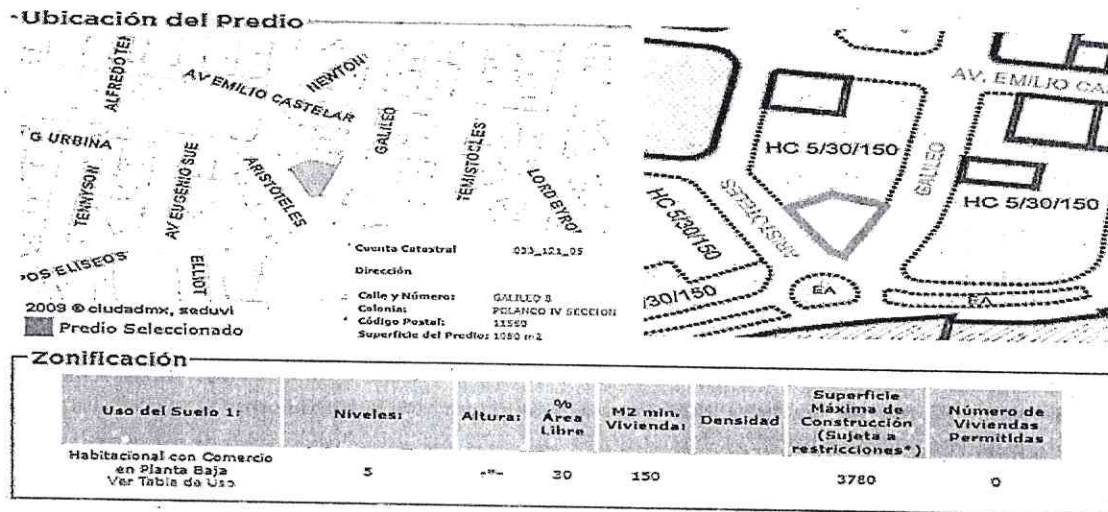 Ubicación del Predio
ALFREDO TEN
AV EMILIO CASTELAR
NEWTON
GALILEO
G URBINA
TENNYSON
AV EUGENIO SUE
ARISTOTELES
TEMISTOCLES
LORD BYRO
POS ELISEOS
ELLIOT
Cuenta Catastral 033_121_05
Dirección
Calle y Número: GALILEO 8
Colonia: POLANCO IV SECCION
Código Postal: 11550
Superficie del Predio: 1080 m2
2009 © ciudadmx, seduvi
Predio Seleccionado
AV. EMILIO CA
HC 5/30/150
GALILEO
HC 5/30/150
HC 5/30/150
ARISTOTELES
/30/150
EA
EA
Zonificación
Uso del Suelo 1: Niveles: Altura: % Área Libre M2 min. Vivienda: Densidad Superficie Máxima de Construcción (Sujeta a restricciones*) Número de Viviendas Permitidas
Habitacional con Comercio en Planta Baja Ver Tabla de Uso 5 -*- 30 150 3780 0